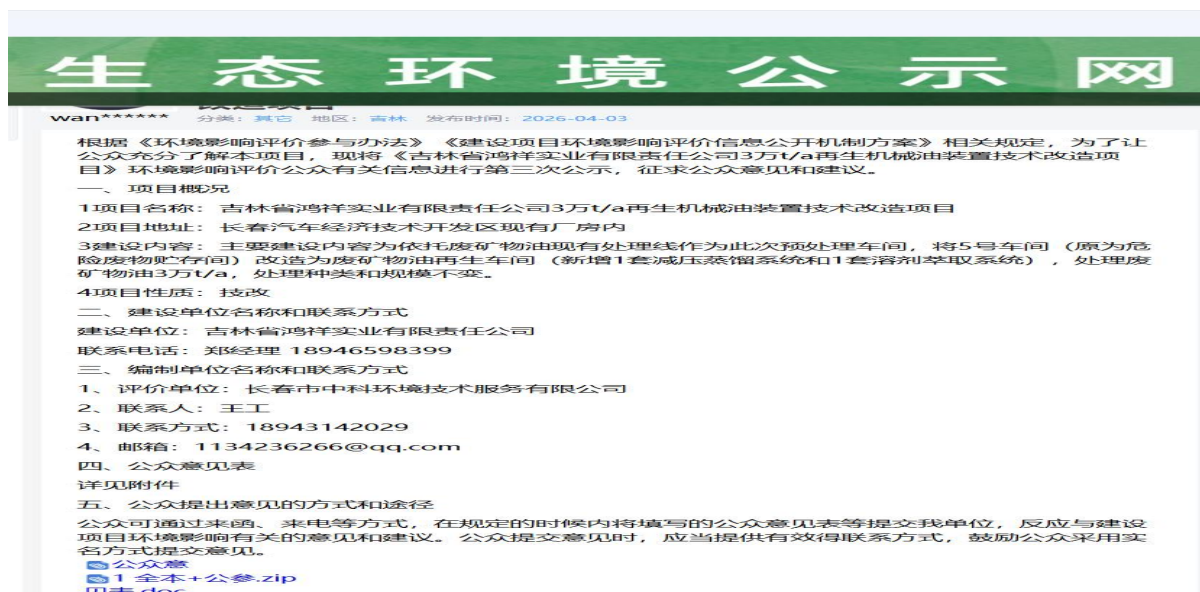 生态环境公示网
wan****** 分类：其它 地区：吉林 发布时间：2026-04-03
根据《环境影响评价参与办法》《建设项目环境影响评价信息公开机制方案》相关规定，为了让
公众充分了解本项目，现将《吉林省鸿祥实业有限责任公司3万t/a再生机械油装置技术改造项
目》环境影响评价公众有关信息进行第三次公示，征求公众意见和建议。
一、项目概况
1项目名称：吉林省鸿祥实业有限责任公司3万t/a再生机械油装置技术改造项目
2项目地址：长春汽车经济技术开发区现有厂房内
3建设内容：主要建设内容为依托废矿物油现有处理线作为此次预处理车间，将5号车间（原为危
险废物贮存间）改造为废矿物油再生车间（新增1套减压蒸馏系统和1套溶剂萃取系统），处理废
矿物油3万t/a，处理种类和规模不变。
4项目性质：技改
二、建设单位名称和联系方式
建设单位：吉林省鸿祥实业有限责任公司
联系电话：郑经理 18946598399
三、编制单位名称和联系方式
1、评价单位：长春市中科环境技术服务有限公司
2、联系人：王工
3、联系方式：18943142029
4、邮箱：1134236266@qq.com
四、公众意见表
详见附件
五、公众提出意见的方式和途径
公众可通过来函、来电等方式，在规定的时候内将填写的公众意见表等提交我单位，反应与建设
项目环境影响有关的意见和建议。公众提交意见时，应当提供有效得联系方式，鼓励公众采用实
名方式提交意见。
公众意
1 全本+公参.zip
见表.doc